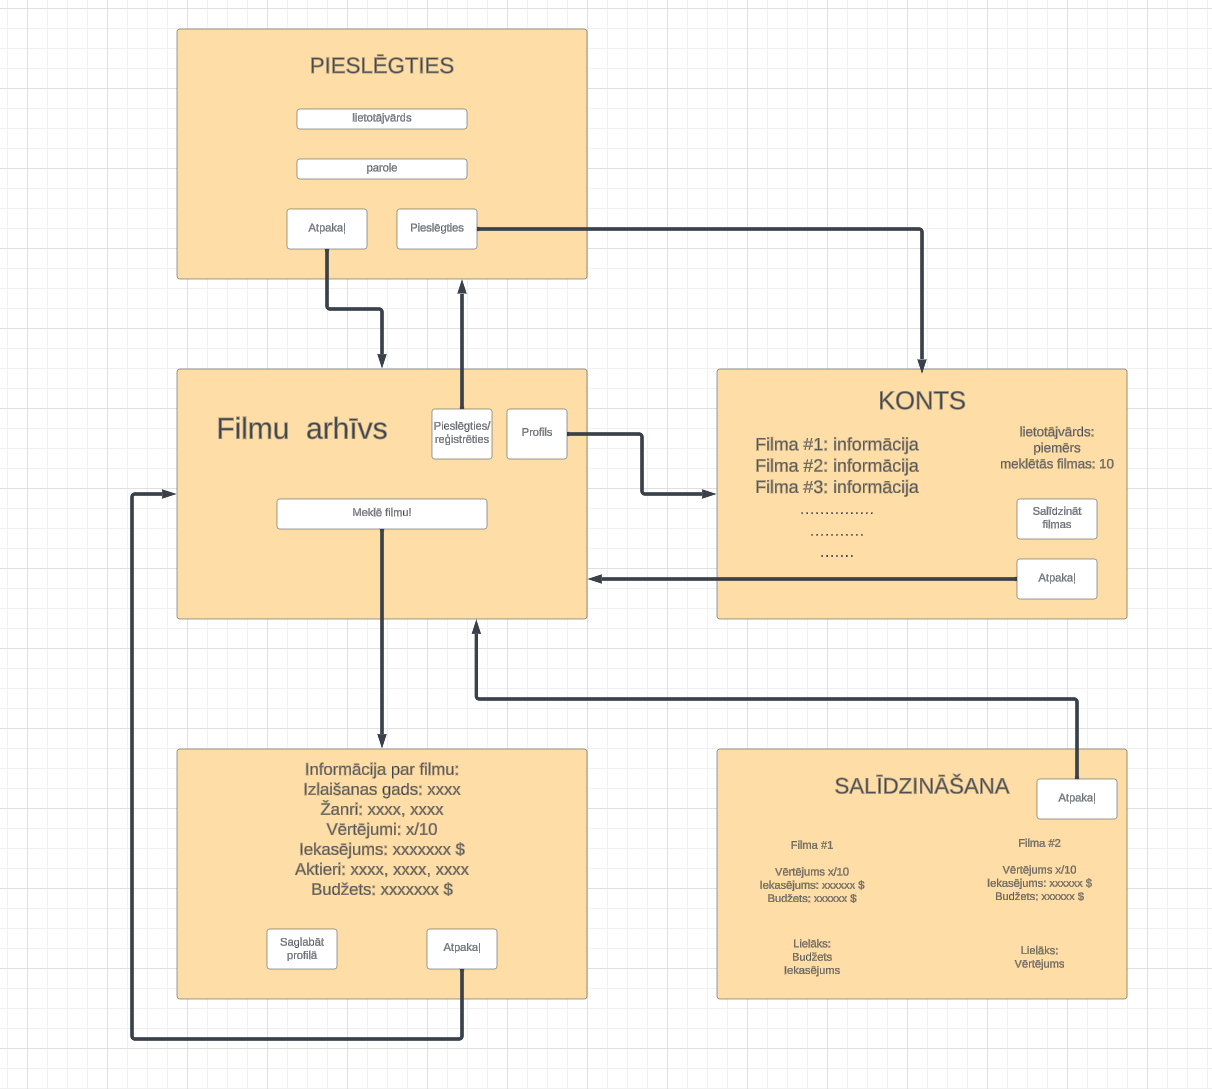 PIESLĒGTIES
lietotājvārds
parole
Atpakaļ
Pieslēgties
Filmu arhīvs
Pieslēgties/
reģistrēties
Profils
Meklē filmu!
KONTS
Filma #1: informācija
Filma #2: informācija
Filma #3: informācija
...............
...........
.......
lietotājvārds:
piemērs
meklētās filmas: 10
Salīdzināt
filmas
Atpakaļ
Informācija par filmu:
Izlaišanas gads: xxxx
Žanri: xxxx, xxxx
Vērtējumi: x/10
Iekasējums: xxxxxxx $
Aktieri: xxxx, xxxx, xxxx
Budžets: xxxxxxx $
Saglabāt
profilā
Atpakaļ
SALĪDZINĀŠANA
Atpakaļ
Filma #1
Vērtējums x/10
Iekasējums: xxxxxx $
Budžets: xxxxxx $
Lielāks:
Budžets
Iekasējums
Filma #2
Vērtējums x/10
Iekasējums: xxxxxx $
Budžets: xxxxxx $
Lielāks:
Vērtējums